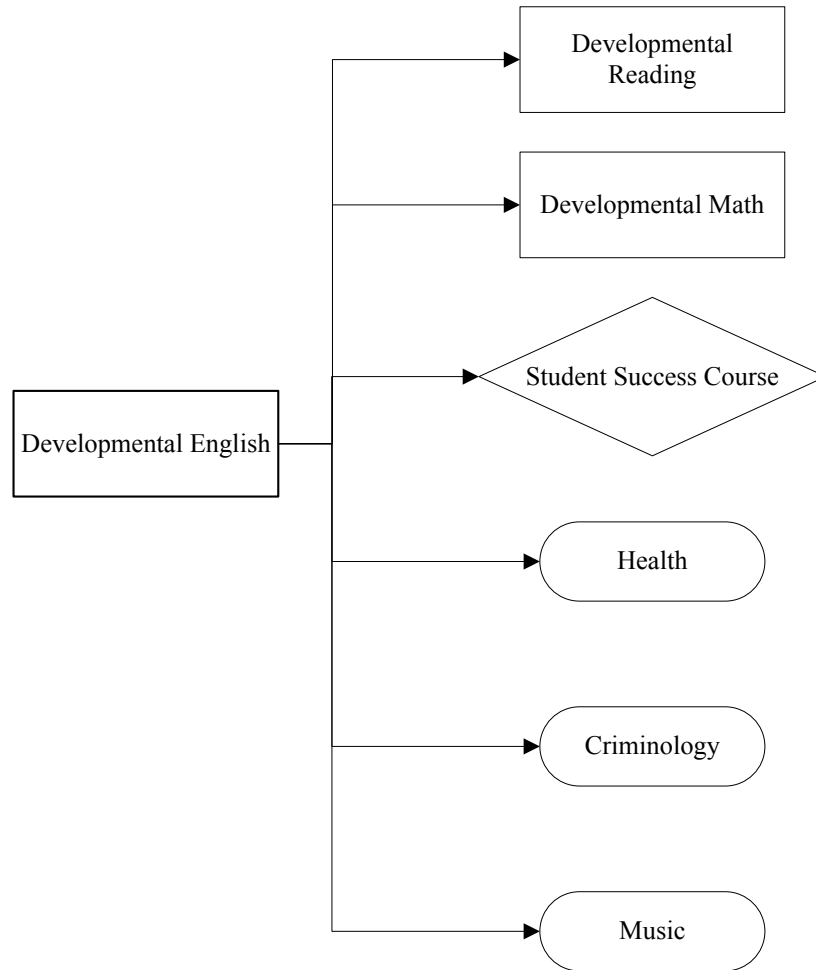 Developmental
Reading
Developmental Math
Student Success Course
Developmental English
Health
Criminology
Music